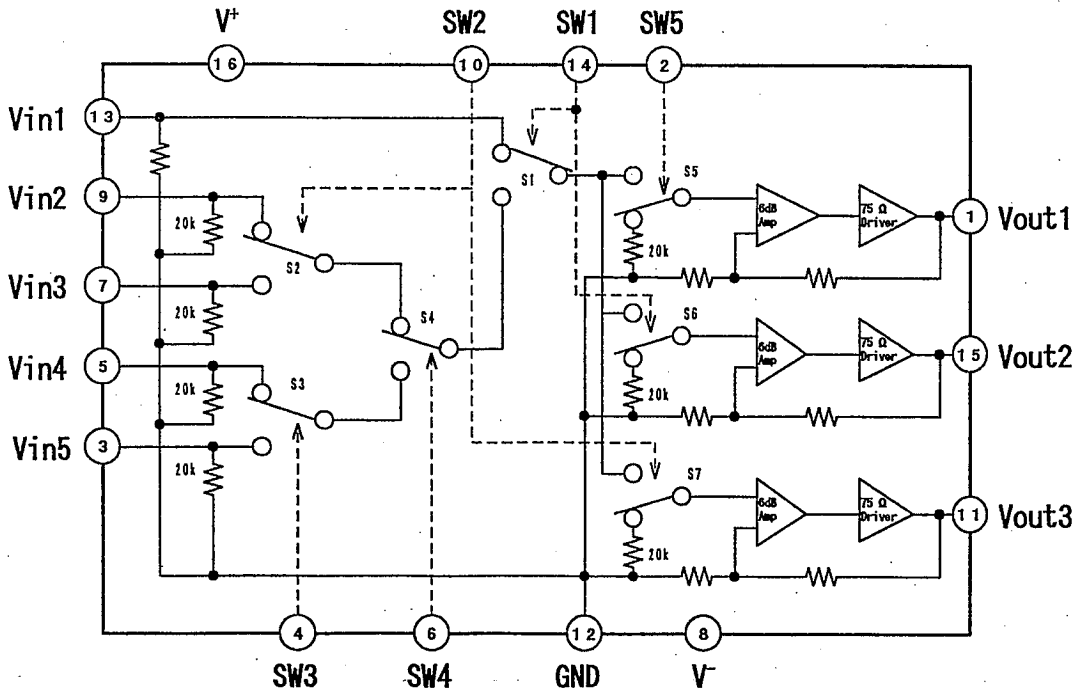 V+ SW2 SW1 SW5
16 10 14 2
Vin1 13
Vin2 9
20k
S1
S5
6dB
Amp
75 Ω
Driver
1 Vout1
20k
S2
Vin3 7
20k
S4
S6
6dB
Amp
75 Ω
Driver
15 Vout2
20k
Vin4 5
20k
S3
Vin5 3
20k
S7
6dB
Amp
75 Ω
Driver
11 Vout3
20k
4 6 12 8
SW3 SW4 GND V-